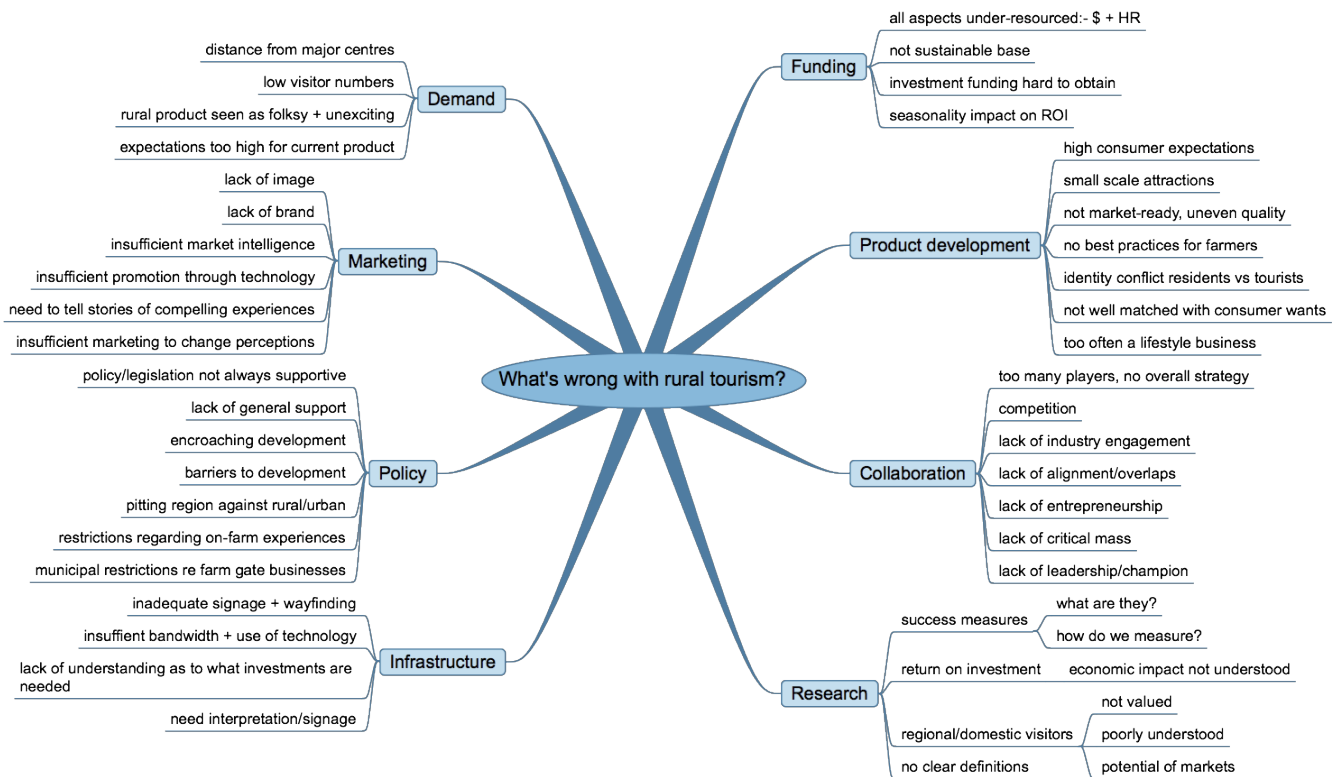 What's wrong with rural tourism?
Demand
distance from major centres
low visitor numbers
rural product seen as folksy + unexciting
expectations too high for current product
Marketing
lack of image
lack of brand
insufficient market intelligence
insufficient promotion through technology
need to tell stories of compelling experiences
insufficient marketing to change perceptions
Policy
policy/legislation not always supportive
lack of general support
encroaching development
barriers to development
pitting region against rural/urban
restrictions regarding on-farm experiences
municipal restrictions re farm gate businesses
Infrastructure
inadequate signage + wayfinding
insuffient bandwidth + use of technology
lack of understanding as to what investments are
needed
need interpretation/signage
Funding
all aspects under-resourced:- $ + HR
not sustainable base
investment funding hard to obtain
seasonality impact on ROI
Product development
high consumer expectations
small scale attractions
not market-ready, uneven quality
no best practices for farmers
identity conflict residents vs tourists
not well matched with consumer wants
too often a lifestyle business
Collaboration
too many players, no overall strategy
competition
lack of industry engagement
lack of alignment/overlaps
lack of entrepreneurship
lack of critical mass
lack of leadership/champion
Research
success measures
what are they?
how do we measure?
return on investment
economic impact not understood
regional/domestic visitors
not valued
poorly understood
potential of markets
no clear definitions